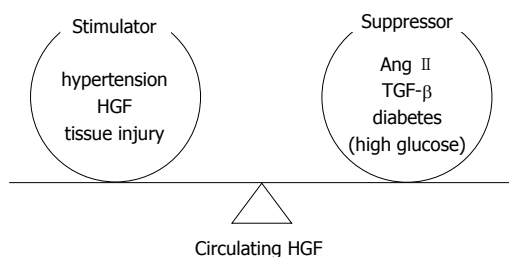 Stimulator
hypertension
HGF
tissue injury
Suppressor
Ang Ⅱ
TGF-β
diabetes
(high glucose)
Circulating HGF